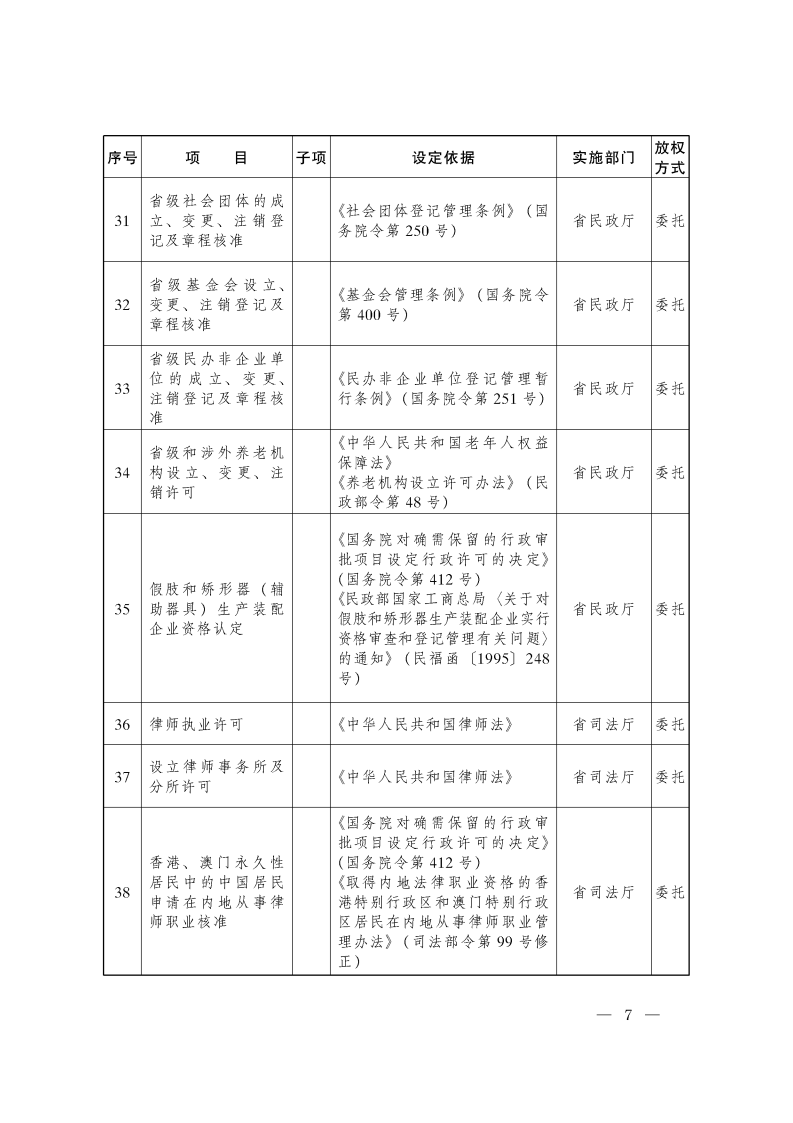 序号 项 目 子项 设定依据 实施部门 放权
方式
31 省级社会团体的成
立、变更、注销登
记及章程核准
《社会团体登记管理条例》(国
务院令第250号)
省民政厅 委托
32 省级基金会设立、
变更、注销登记及
章程核准
《基金会管理条例》(国务院令
第400号)
省民政厅 委托
33 省级民办非企业单
位的成立、变更、
注销登记及章程核
准
《民办非企业单位登记管理暂
行条例》(国务院令第251号)
省民政厅 委托
34 省级和涉外养老机
构设立、变更、注
销许可
《中华人民共和国老年人权益
保障法》
《养老机构设立许可办法》(民
政部令第48号)
省民政厅 委托
35 假肢和矫形器(辅
助器具)生产装配
企业资格认定
《国务院对确需保留的行政审
批项目设定行政许可的决定》
(国务院令第412号)
《民政部国家工商总局〈关于对
假肢和矫形器生产装配企业实行
资格审查和登记管理有关问题〉
的通知》(民福函〔1995〕248
号)
省民政厅 委托
36 律师执业许可 《中华人民共和国律师法》 省司法厅 委托
37 设立律师事务所及
分所许可
《中华人民共和国律师法》 省司法厅 委托
38 香港、澳门永久性
居民中的中国居民
申请在内地从事律
师职业核准
《国务院对确需保留的行政审
批项目设定行政许可的决定》
(国务院令第412号)
《取得内地法律职业资格的香
港特别行政区和澳门特别行政
区居民在内地从事律师职业管
理办法》(司法部令第99号修
正)
省司法厅 委托
— 7 —